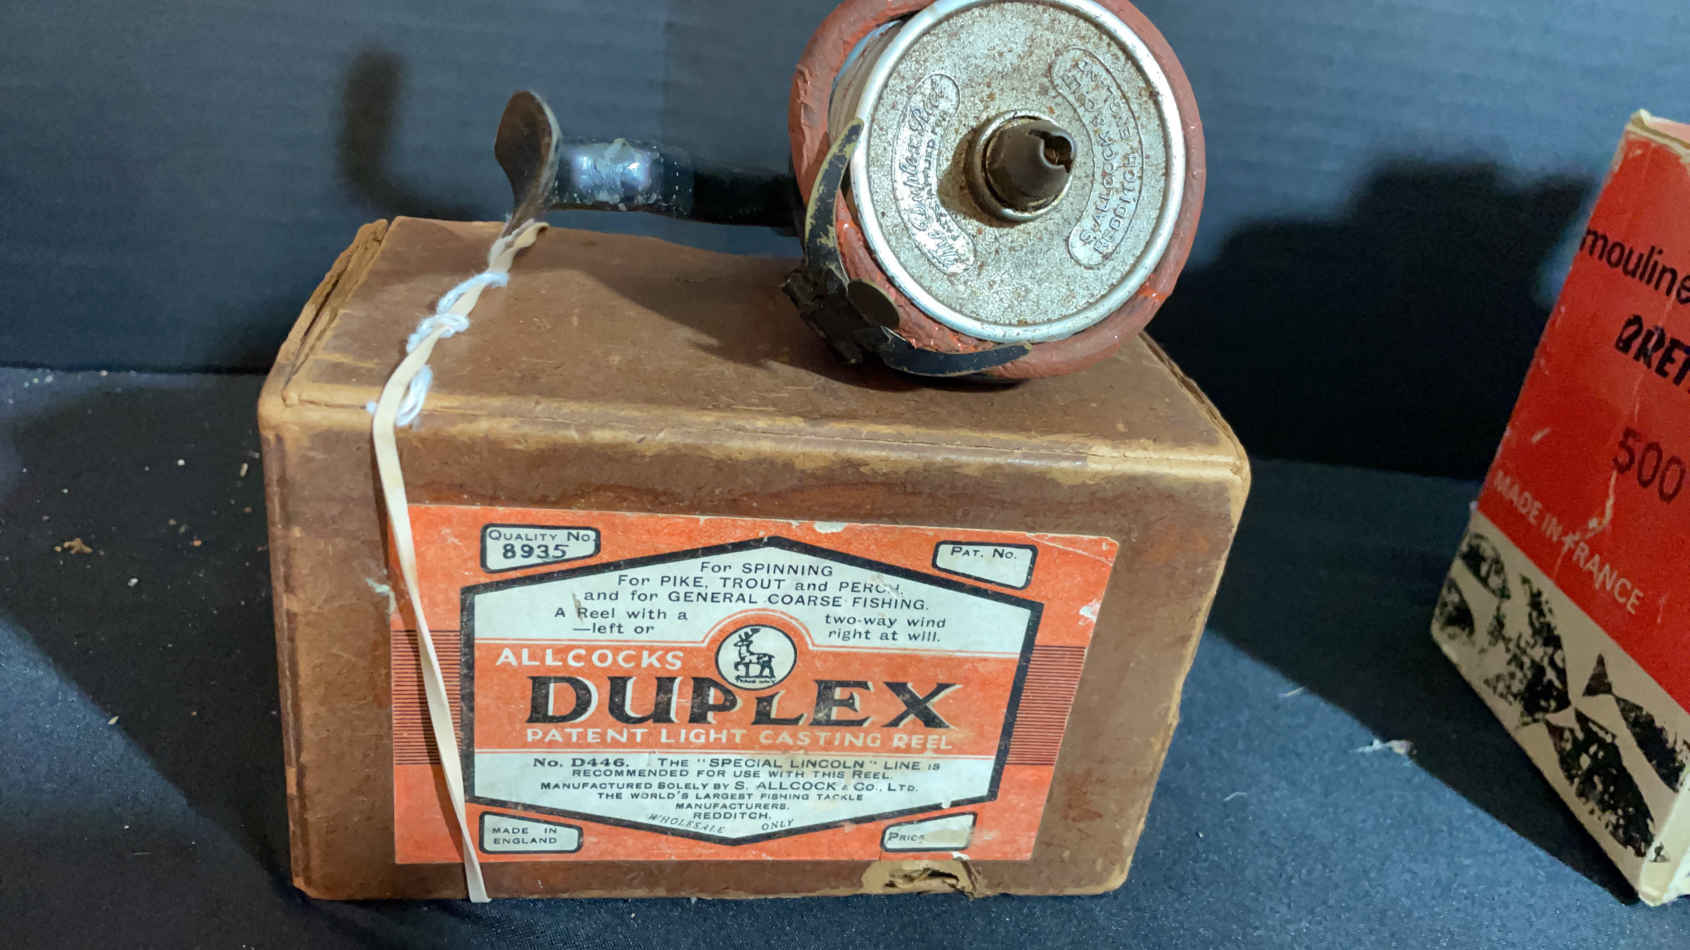 S. ALLCOCK &
REDDITCH
QUALITY No.
8935
PAT. No.
For SPINNING
For PIKE, TROUT and PERCH,
and for GENERAL COARSE FISHING.
A Reel with a two-way wind
—left or right at will.
ALLCOCKS
DUPLEX
PATENT LIGHT CASTING REEL
No. D446. THE "SPECIAL LINCOLN" LINE IS
RECOMMENDED FOR USE WITH THIS REEL.
MANUFACTURED SOLELY BY S. ALLCOCK & Co., LTD.
THE WORLD'S LARGEST FISHING TACKLE
MANUFACTURERS.
REDDITCH.
WHOLESALE ONLY
MADE IN
ENGLAND
PRICE
mouline
500
MADE IN FRANCE